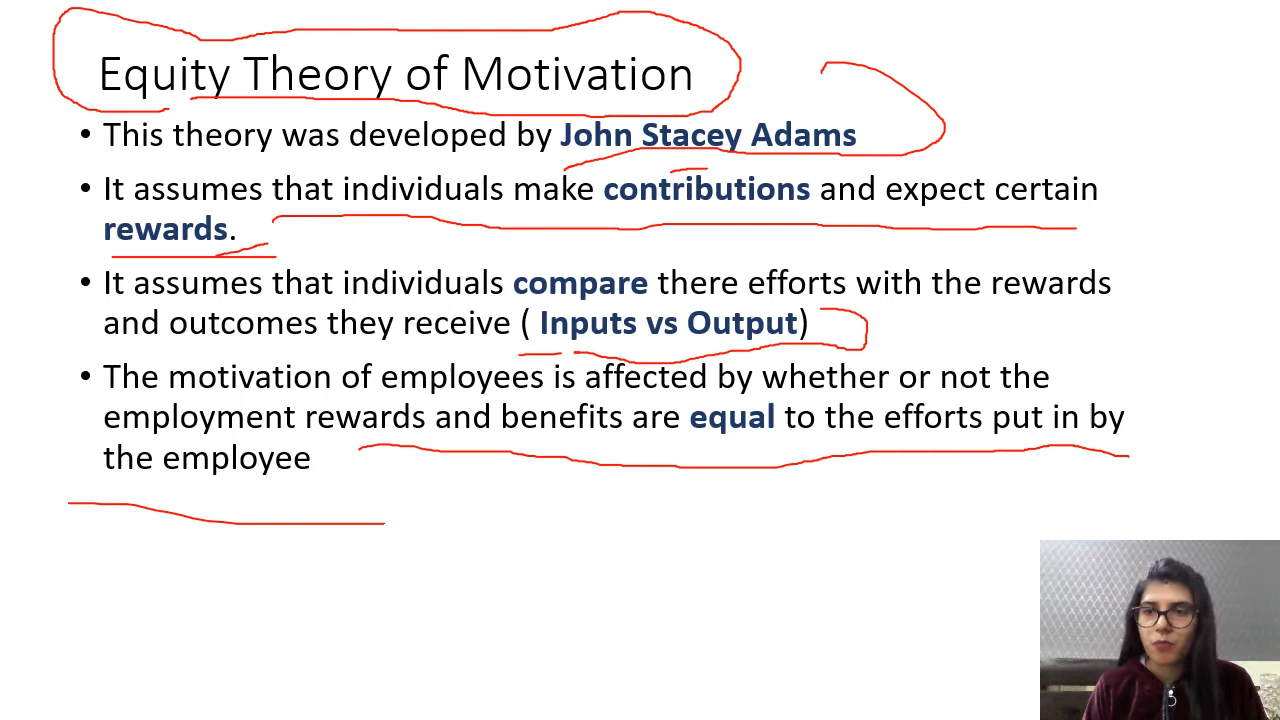 Equity Theory of Motivation
• This theory was developed by John Stacey Adams
• It assumes that individuals make contributions and expect certain
rewards.
• It assumes that individuals compare there efforts with the rewards
and outcomes they receive ( Inputs vs Output)
• The motivation of employees is affected by whether or not the
employment rewards and benefits are equal to the efforts put in by
the employee